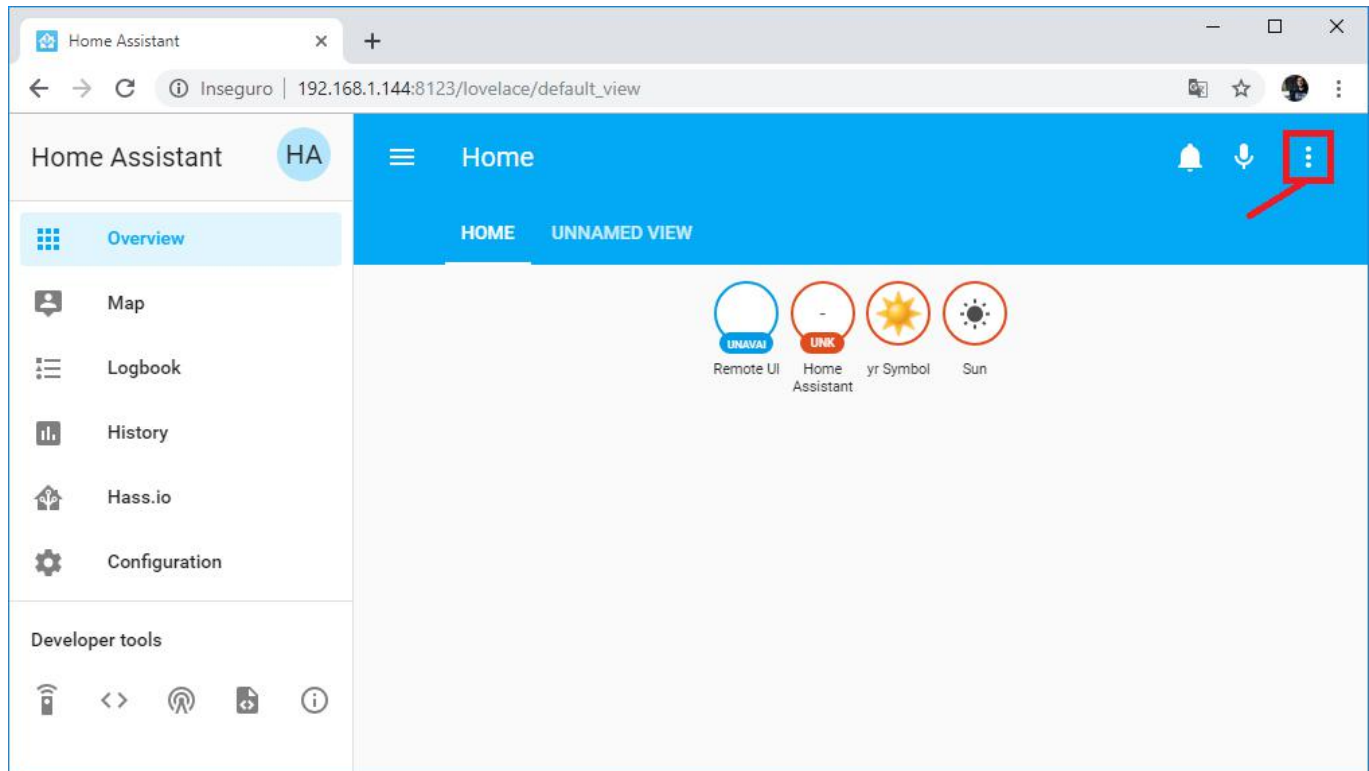 Home Assistant
Inseguro | 192.168.1.144:8123/lovelace/default_view
Home Assistant
HA
Home
Overview
HOME
UNNAMED VIEW
Map
Logbook
History
Hass.io
Configuration
Developer tools
UNAVAI
-
UNK
Remote UI
Home
Assistant
yr Symbol
Sun